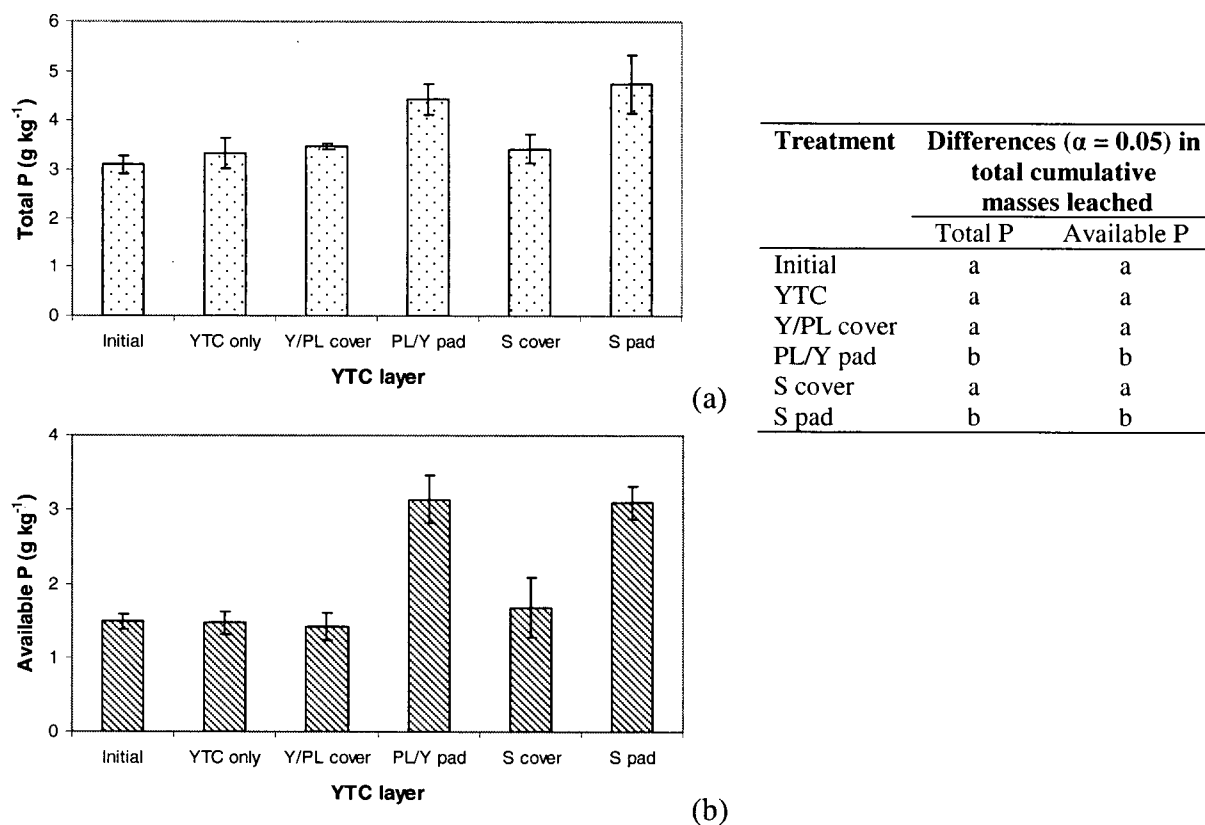 6
5
4
3
2
1
0
Total P (g kg⁻¹)
Initial YTC only Y/PL cover PL/Y pad S cover S pad
YTC layer
(a)
Treatment Differences (α = 0.05) in
total cumulative
masses leached
Total P Available P
Initial a a
YTC a a
Y/PL cover a a
PL/Y pad b b
S cover a a
S pad b b
4
3
2
1
0
Available P (g kg⁻¹)
Initial YTC only Y/PL cover PL/Y pad S cover S pad
YTC layer
(b)